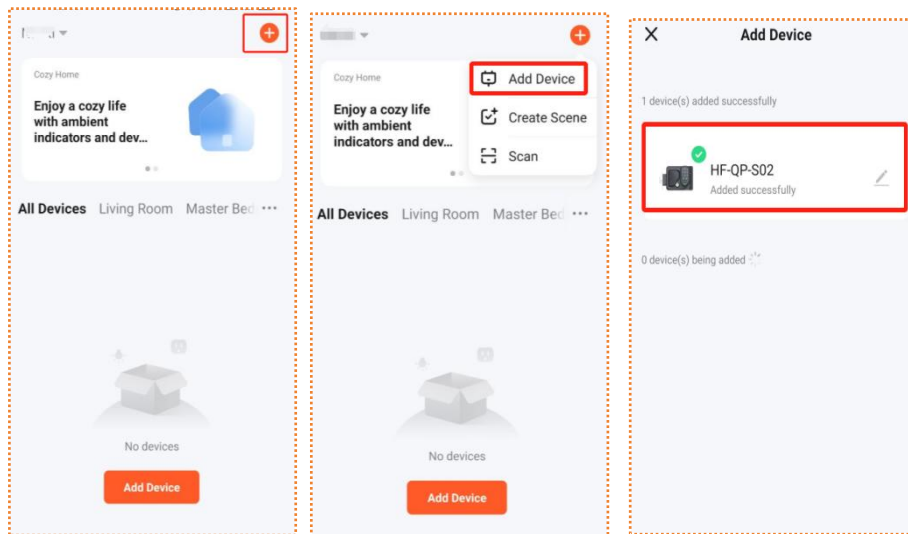 Cozy Home
Enjoy a cozy life
with ambient
indicators and dev...
All Devices Living Room Master Bed ...
No devices
Add Device
Cozy Home
Enjoy a cozy life
with ambient
indicators and dev...
Add Device
Create Scene
Scan
All Devices Living Room Master Bed ...
No devices
Add Device
Add Device
1 device(s) added successfully
HF-QP-S02
Added successfully
0 device(s) being added